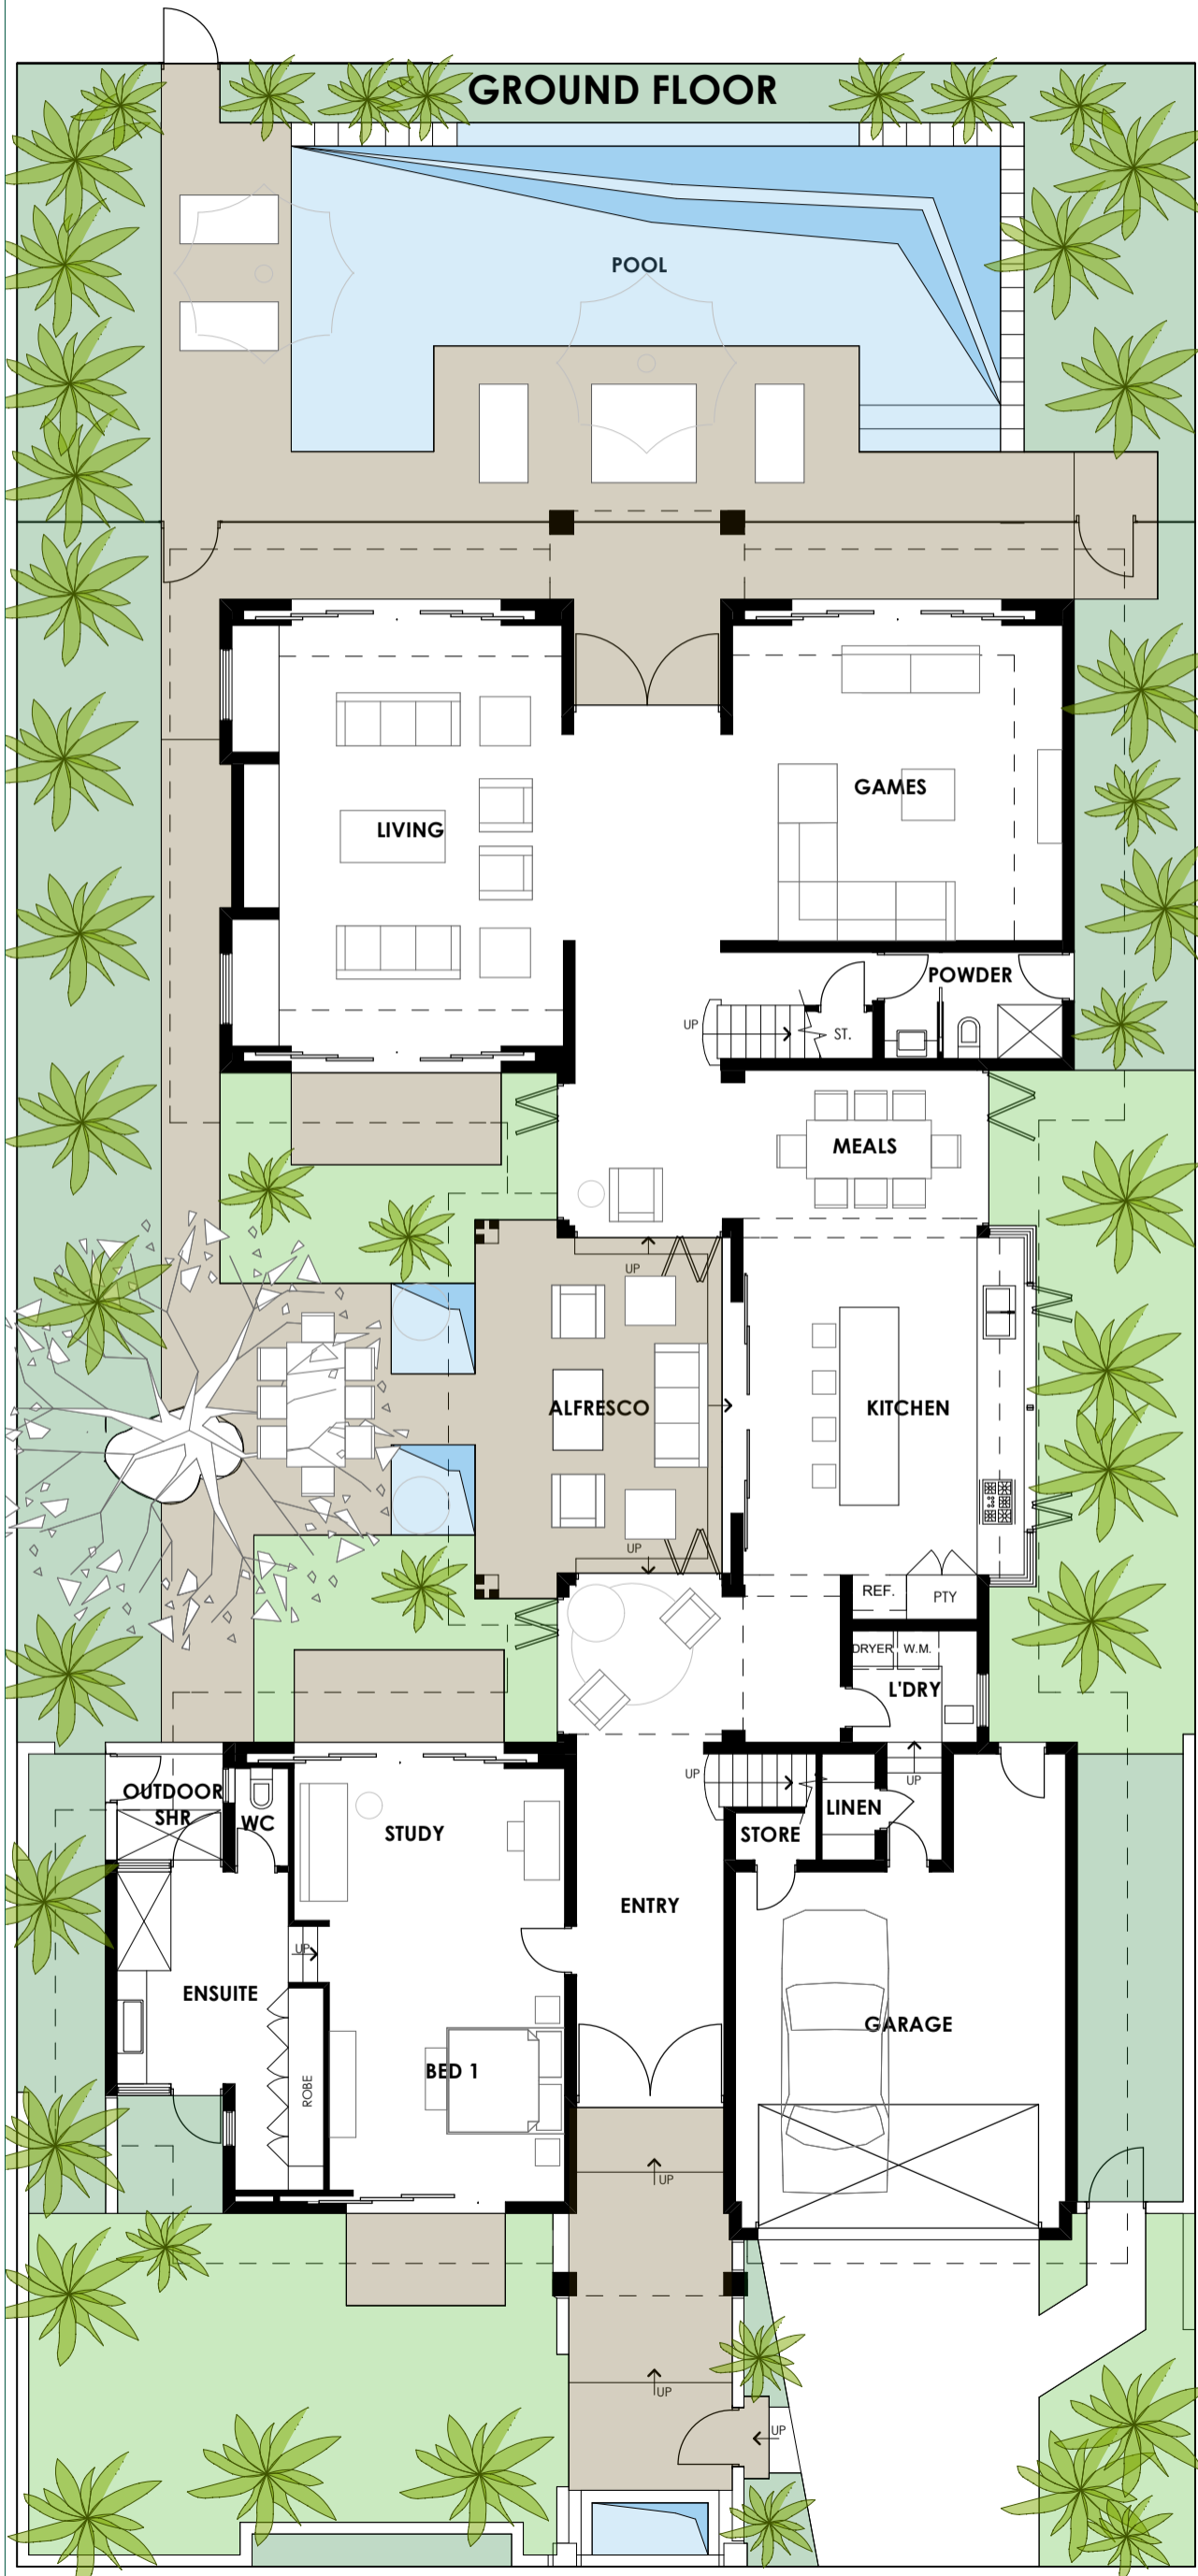 GROUND FLOOR
POOL
GAMES
LIVING
POWDER
UP
ST.
MEALS
UP
ALFRESCO
KITCHEN
UP
REF.
PTY
DRYER
W.M.
L'DRY
UP
UP
OUTDOOR
SHR
WC
STUDY
LINEN
STORE
ENTRY
UP
ENSUITE
GARAGE
BED 1
ROBE
UP
UP
UP